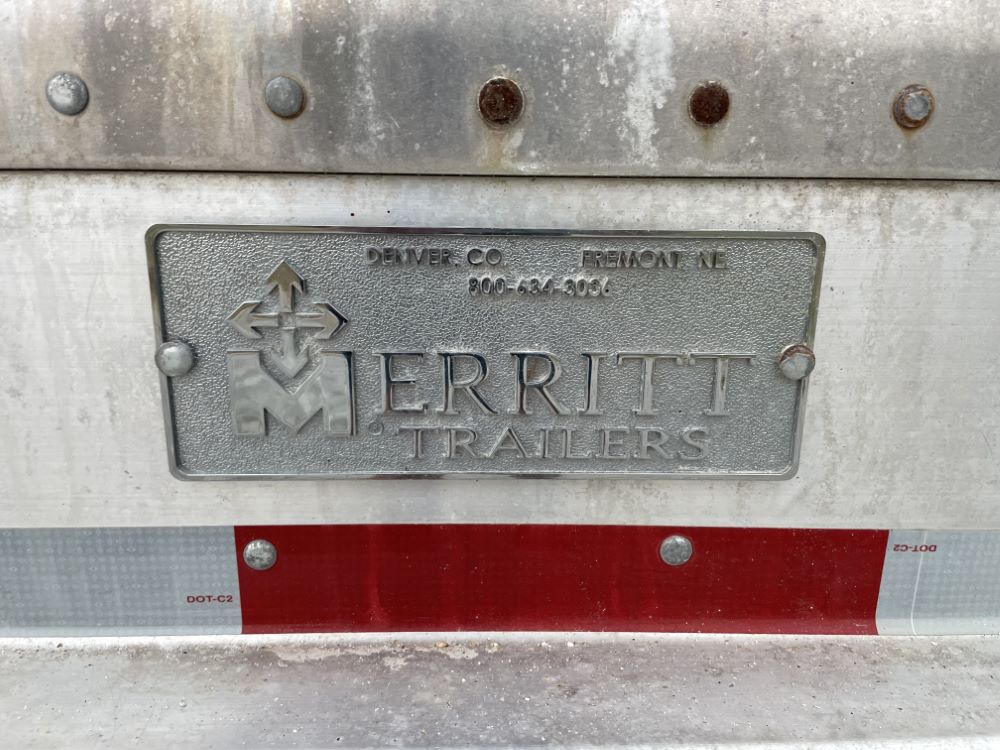 DENVER, CO. FREMONT, NE
800-634-3036
MERRITT
TRAILERS
DOT-C2
DOT-C2